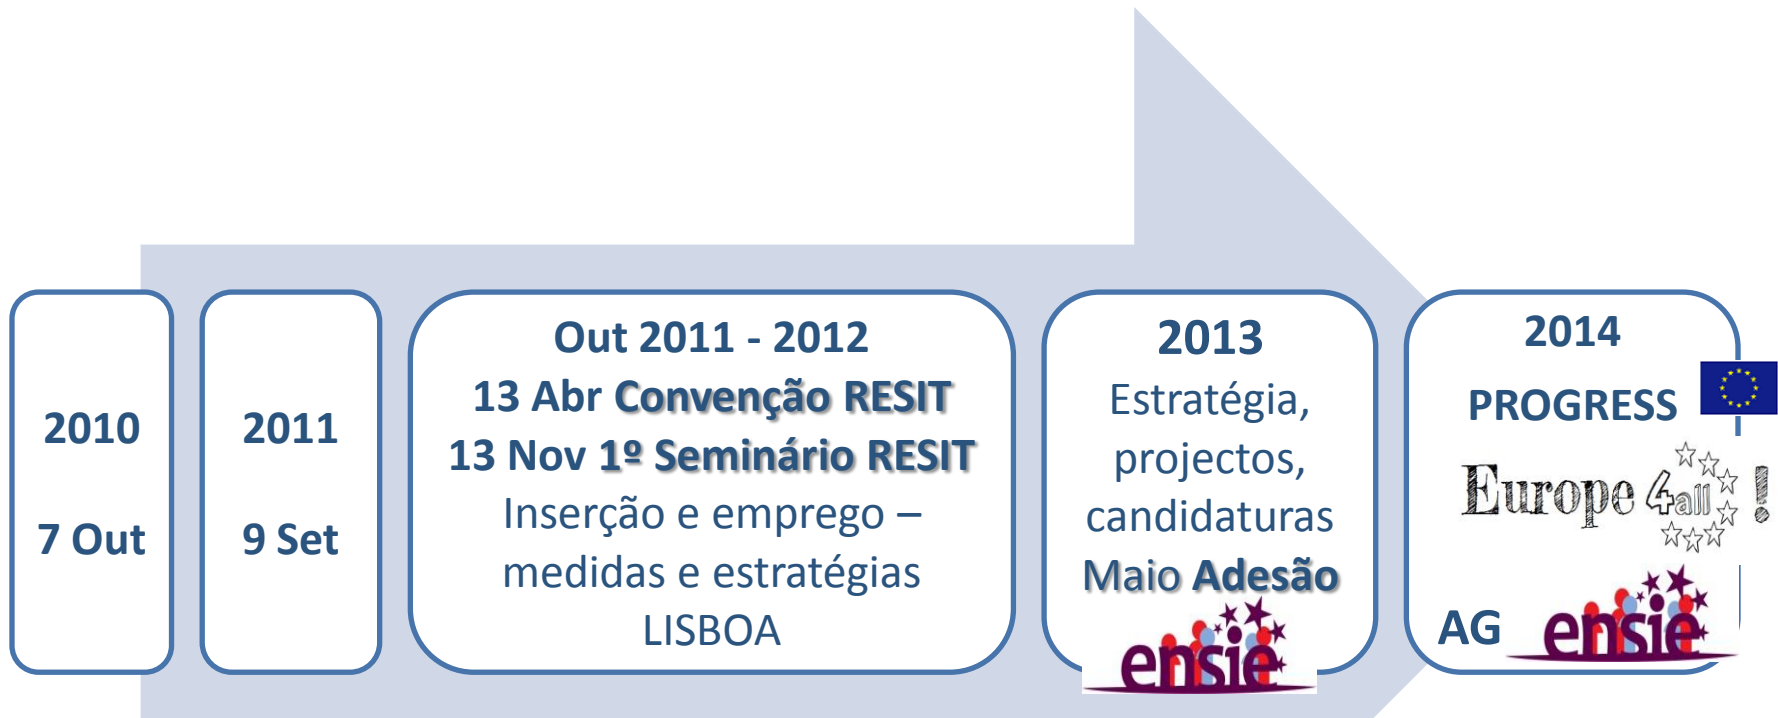 2010
7 Out
2011
9 Set
Out 2011 - 2012
13 Abr Convenção RESIT
13 Nov 1º Seminário RESIT
Inserção e emprego –
medidas e estratégias
LISBOA
2013
Estratégia,
projectos,
candidaturas
Maio Adesão
ensie
2014
PROGRESS
Europe 4all !
AG ensie